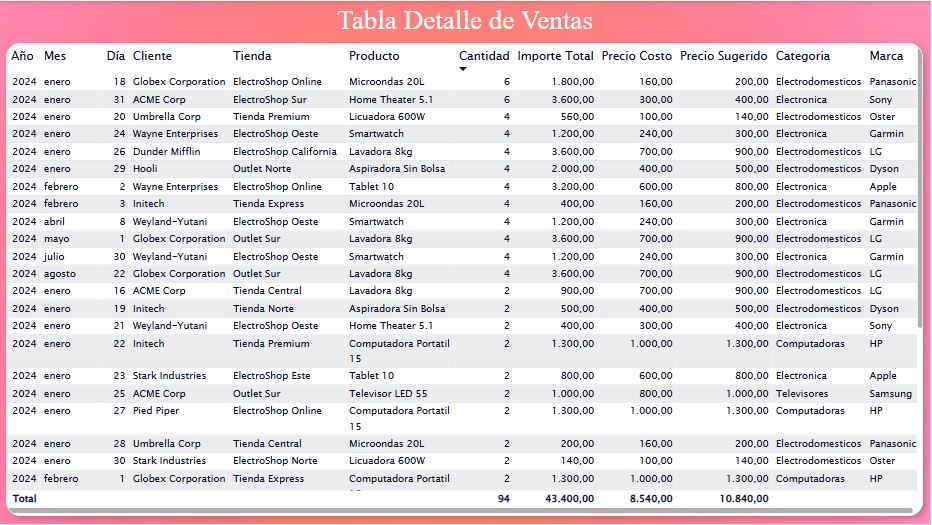 Tabla Detalle de Ventas
Año Mes Día Cliente Tienda Producto Cantidad Importe Total Precio Costo Precio Sugerido Categoria Marca
2024 enero 18 Globex Corporation ElectroShop Online Microondas 20L 6 1.800,00 160,00 200,00 Electrodomesticos Panasonic
2024 enero 31 ACME Corp ElectroShop Sur Home Theater 5.1 6 3.600,00 300,00 400,00 Electronica Sony
2024 enero 20 Umbrella Corp Tienda Premium Licuadora 600W 4 560,00 100,00 140,00 Electrodomesticos Oster
2024 enero 24 Wayne Enterprises ElectroShop Oeste Smartwatch 4 1.200,00 240,00 300,00 Electronica Garmin
2024 enero 26 Dunder Mifflin ElectroShop California Lavadora 8kg 4 3.600,00 700,00 900,00 Electrodomesticos LG
2024 enero 29 Hooli Outlet Norte Aspiradora Sin Bolsa 4 2.000,00 400,00 500,00 Electrodomesticos Dyson
2024 febrero 2 Wayne Enterprises ElectroShop Online Tablet 10 4 3.200,00 600,00 800,00 Electronica Apple
2024 febrero 3 Initech Tienda Express Microondas 20L 4 400,00 160,00 200,00 Electrodomesticos Panasonic
2024 abril 8 Weyland-Yutani ElectroShop Oeste Smartwatch 4 1.200,00 240,00 300,00 Electronica Garmin
2024 mayo 1 Globex Corporation Outlet Sur Lavadora 8kg 4 3.600,00 700,00 900,00 Electrodomesticos LG
2024 julio 30 Weyland-Yutani ElectroShop Oeste Smartwatch 4 1.200,00 240,00 300,00 Electronica Garmin
2024 agosto 22 Globex Corporation Outlet Sur Lavadora 8kg 4 3.600,00 700,00 900,00 Electrodomesticos LG
2024 enero 16 ACME Corp Tienda Central Lavadora 8kg 2 900,00 700,00 900,00 Electrodomesticos LG
2024 enero 19 Initech Tienda Norte Aspiradora Sin Bolsa 2 500,00 400,00 500,00 Electrodomesticos Dyson
2024 enero 21 Weyland-Yutani ElectroShop Oeste Home Theater 5.1 2 400,00 300,00 400,00 Electronica Sony
2024 enero 22 Initech Tienda Premium Computadora Portatil 2 1.300,00 1.000,00 1.300,00 Computadoras HP
15
2024 enero 23 Stark Industries ElectroShop Este Tablet 10 2 800,00 600,00 800,00 Electronica Apple
2024 enero 25 ACME Corp Outlet Sur Televisor LED 55 2 1.000,00 800,00 1.000,00 Televisores Samsung
2024 enero 27 Pied Piper ElectroShop Online Computadora Portatil 2 1.300,00 1.000,00 1.300,00 Computadoras HP
15
2024 enero 28 Umbrella Corp Tienda Central Microondas 20L 2 200,00 160,00 200,00 Electrodomesticos Panasonic
2024 enero 30 Stark Industries ElectroShop Norte Licuadora 600W 2 140,00 100,00 140,00 Electrodomesticos Oster
2024 febrero 1 Globex Corporation Tienda Express Computadora Portatil 2 1.300,00 1.000,00 1.300,00 Computadoras HP
Total 94 43.400,00 8.540,00 10.840,00